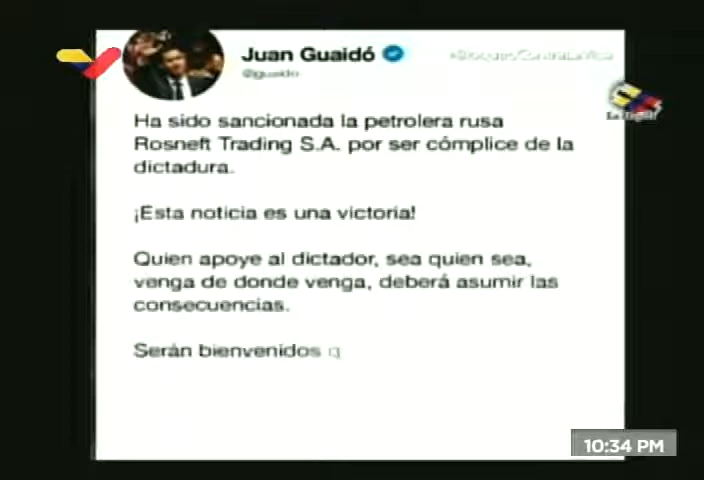 Juan Guaidó
@jguaido
Ha sido sancionada la petrolera rusa
Rosneft Trading S.A. por ser cómplice de la
dictadura.
¡Esta noticia es una victoria!
Quien apoye al dictador, sea quien sea,
venga de donde venga, deberá asumir las
consecuencias.
Serán bienvenidos q
10:34 PM